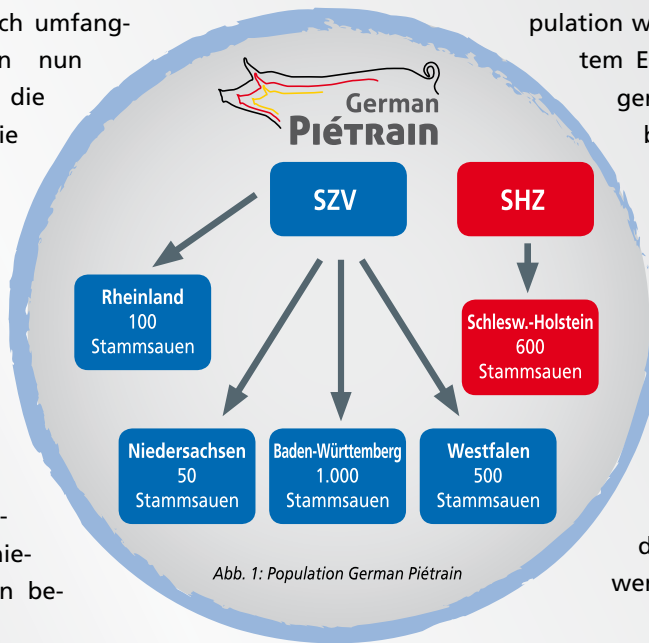 ch umfang-
n nun
die
ie
-
nie-
n be-
German
PIÉTRAIN
SZV
SHZ
Rheinland
100
Stammsauen
Schlesw.-Holstein
600
Stammsauen
Niedersachsen
50
Stammsauen
Baden-Württemberg
1.000
Stammsauen
Westfalen
500
Stammsauen
Abb. 1: Population German Piétrain
pulation w
tem E
ger
b
d
wer